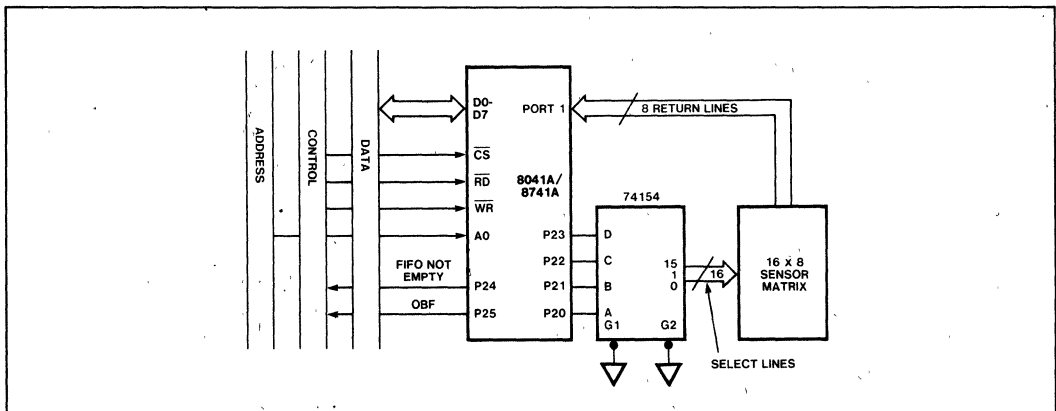 ADDRESS
CONTROL
DATA
D0-
D7
CS
RD
WR
A0
FIFO NOT
EMPTY
OBF
PORT 1
8041A/
8741A
P23
P22
P21
P20
P24
P25
8 RETURN LINES
74154
D
C
B
A
G1
G2
15
1
0
16
SELECT LINES
16 X 8
SENSOR
MATRIX